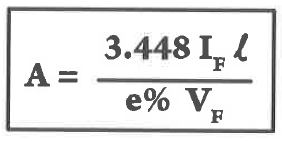 A = 3.448 I_F ℓ / e% V_F